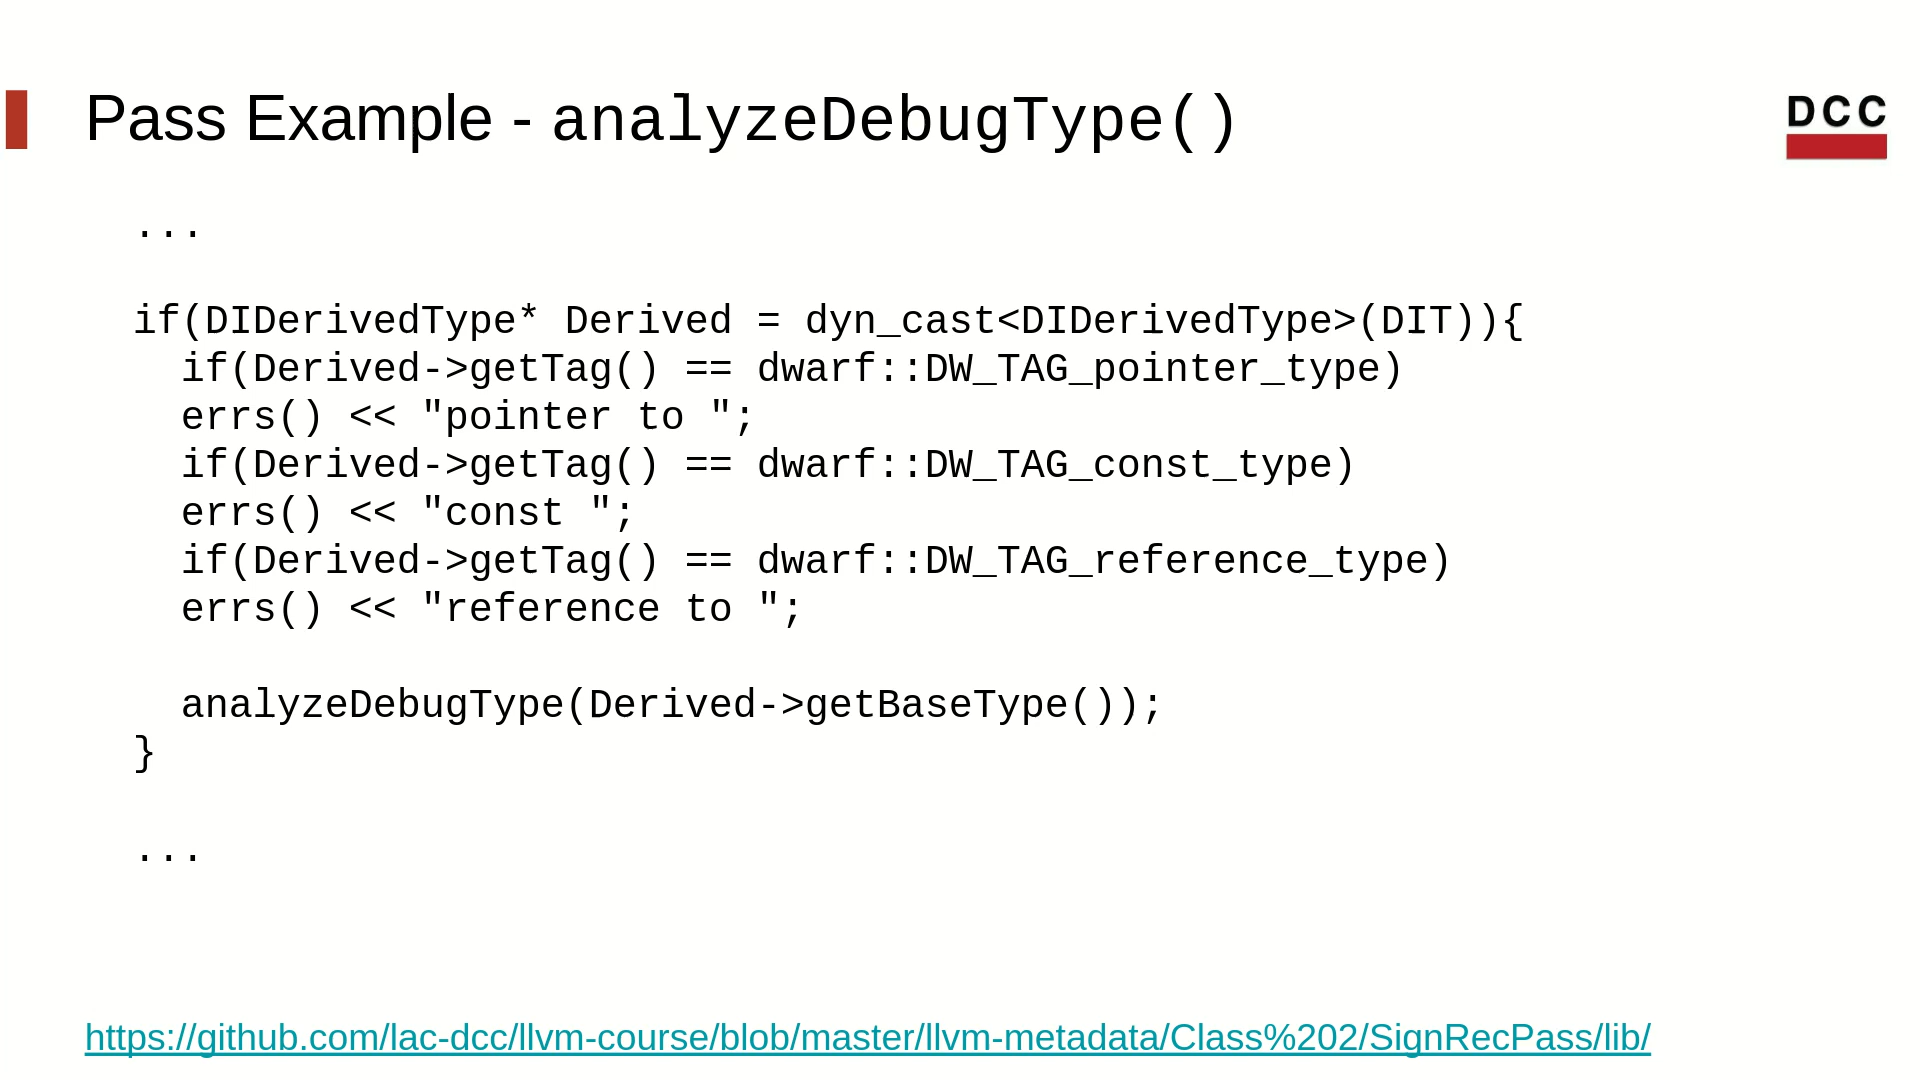 Pass Example - analyzeDebugType()
DCC
...
if(DIDerivedType* Derived = dyn_cast<DIDerivedType>(DIT)){
  if(Derived->getTag() == dwarf::DW_TAG_pointer_type)
  errs() << "pointer to ";
  if(Derived->getTag() == dwarf::DW_TAG_const_type)
  errs() << "const ";
  if(Derived->getTag() == dwarf::DW_TAG_reference_type)
  errs() << "reference to ";
  analyzeDebugType(Derived->getBaseType());
}
...
https://github.com/lac-dcc/llvm-course/blob/master/llvm-metadata/Class%202/SignRecPass/lib/